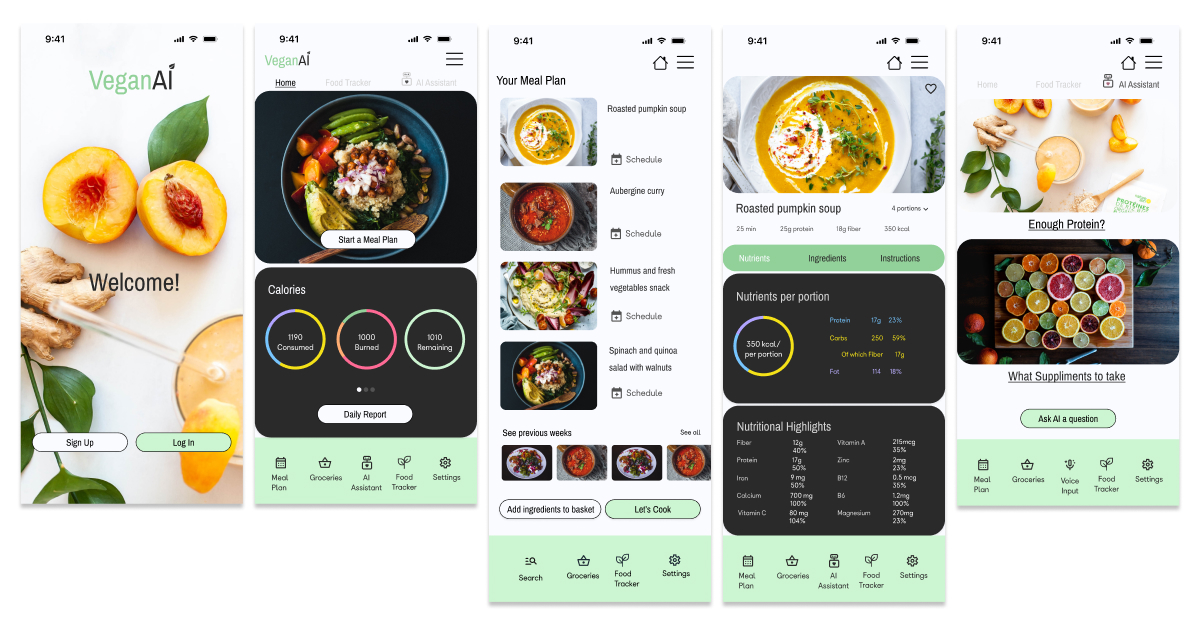 9:41
VeganAI
Welcome!
Sign Up
Log In
9:41
VeganAI
Home
Food Tracker
AI Assistant
Start a Meal Plan
Calories
1190
Consumed
1000
Burned
1010
Remaining
Daily Report
Meal
Plan
Groceries
AI
Assistant
Food
Tracker
Settings
9:41
Your Meal Plan
Roasted pumpkin soup
Schedule
Aubergine curry
Schedule
Hummus and fresh
vegetables snack
Schedule
Spinach and quinoa
salad with walnuts
Schedule
See previous weeks
See all
Add ingredients to basket
Let's Cook
Search
Groceries
Food
Tracker
Settings
9:41
Roasted pumpkin soup
4 portions
25 min
25g protein
18g fiber
350 kcal
Nutrients
Ingredients
Instructions
Nutrients per portion
350 kcal/
per portion
Protein 17g 23%
Carbs 250 59%
Of which Fiber 17g
Fat 114 18%
Nutritional Highlights
Fiber 12g Vitamin A 215mcg
40% 35%
Protein 17g Zinc 2mg
50% 23%
Iron 9 mg B12 0.5 mcg
50% 35%
Calcium 700 mg B6 1.2mg
100% 100%
Vitamin C 80 mg Magnesium 270mg
104% 23%
Meal
Plan
Groceries
AI
Assistant
Food
Tracker
Settings
9:41
Home
Food Tracker
AI Assistant
PROTÉINES
Enough Protein?
What Suppliments to take
Ask AI a question
Meal
Plan
Groceries
Voice
Input
Food
Tracker
Settings